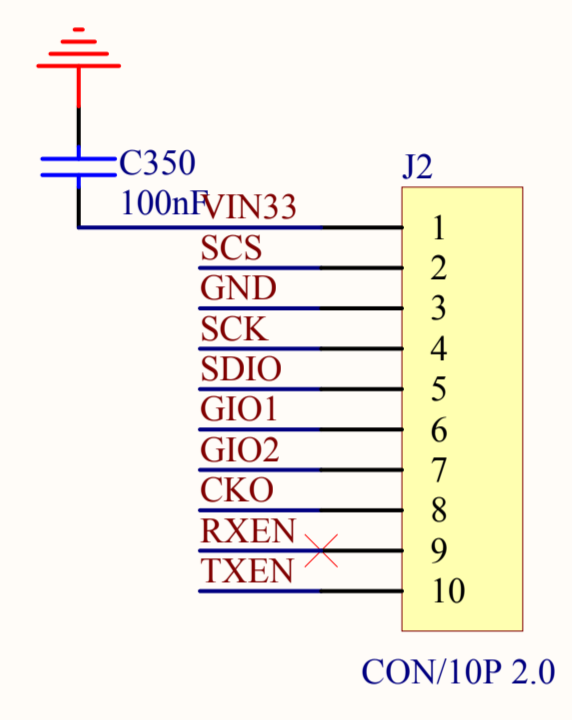 C350
100nF
J2
VIN33 1
SCS 2
GND 3
SCK 4
SDIO 5
GIO1 6
GIO2 7
CKO 8
RXEN 9
TXEN 10
CON/10P 2.0